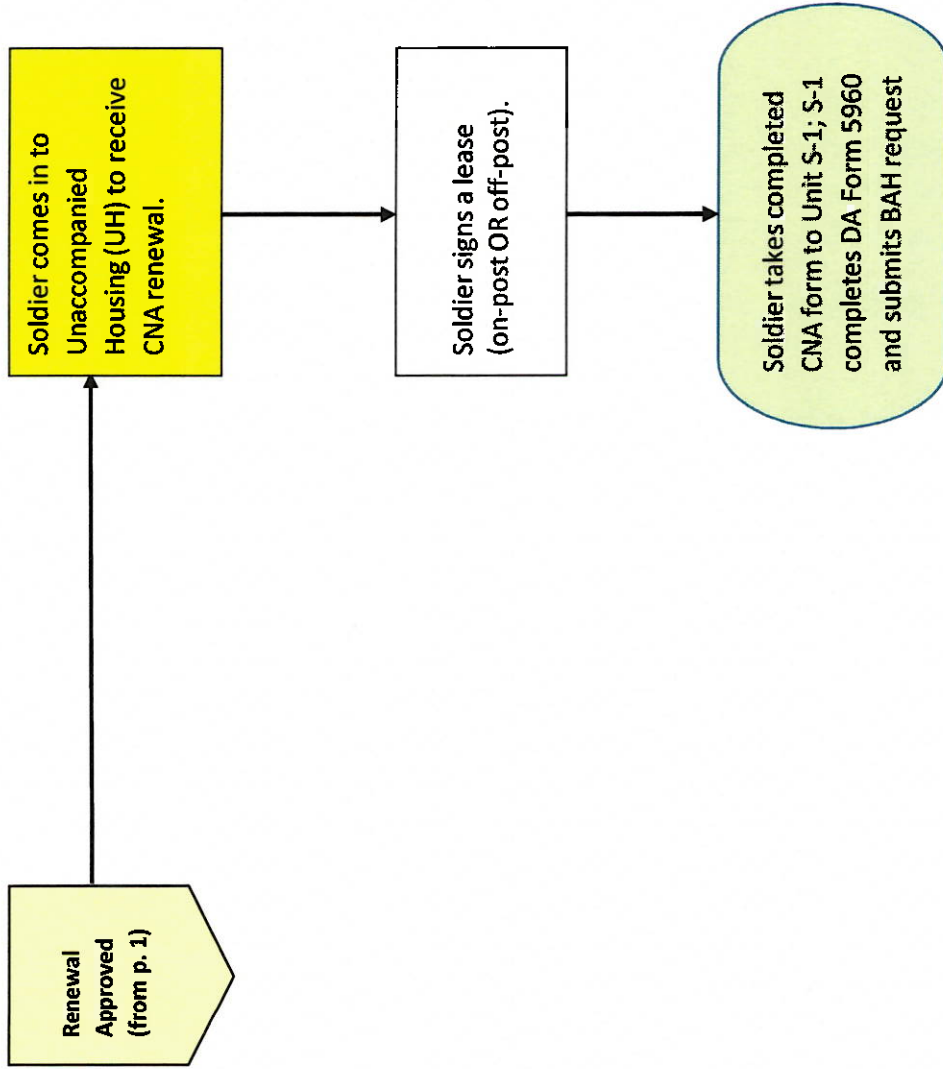 Renewal
Approved
(from p. 1)
Soldier comes in to
Unaccompanied
Housing (UH) to receive
CNA renewal.
Soldier signs a lease
(on-post OR off-post).
Soldier takes completed
CNA form to Unit S-1; S-1
completes DA Form 5960
and submits BAH request